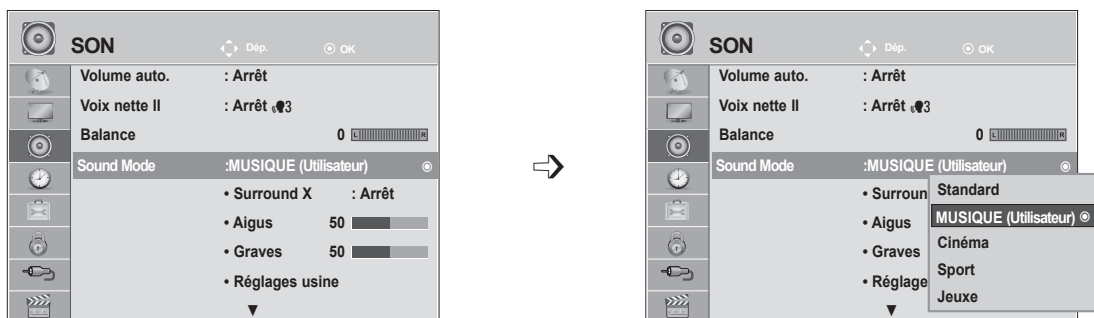 SON Dép. OK
Volume auto. : Arrêt
Voix nette II : Arrêt 3
Balance 0 L R
Sound Mode :MUSIQUE (Utilisateur)
• Surround X : Arrêt
• Aigus 50
• Graves 50
• Réglages usine
▼
SON Dép. OK
Volume auto. : Arrêt
Voix nette II : Arrêt 3
Balance 0 L R
Sound Mode :MUSIQUE (Utilisateur)
• Surroun
• Aigus
• Graves
• Réglage
▼
Standard
MUSIQUE (Utilisateur)
Cinéma
Sport
Jeuxe